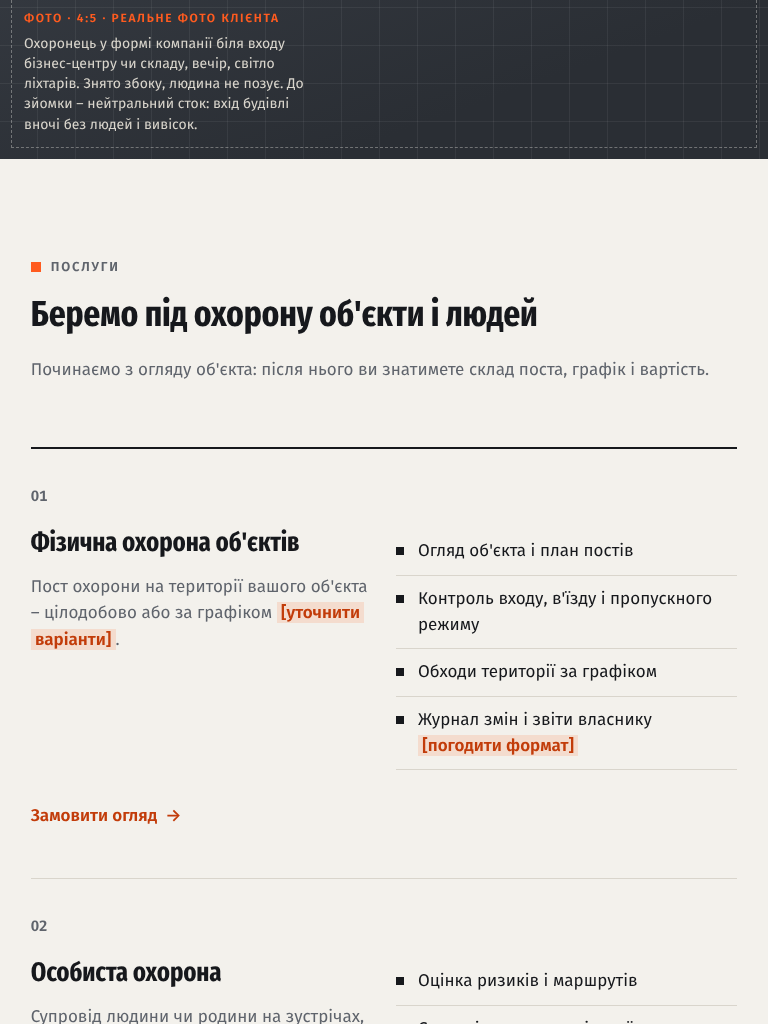 ФОТО · 4:5 · РЕАЛЬНЕ ФОТО КЛІЄНТА
Охоронець у формі компанії біля входу
бізнес-центру чи складу, вечір, світло
ліхтарів. Знято збоку, людина не позує. До
зйомки – нейтральний сток: вхід будівлі
вночі без людей і вивісок.
ПОСЛУГИ
Беремо під охорону об'єкти і людей
Починаємо з огляду об'єкта: після нього ви знатимете склад поста, графік і вартість.
01
Фізична охорона об'єктів
Пост охорони на території вашого об'єкта
– цілодобово або за графіком [уточнити
варіанти].
Огляд об'єкта і план постів
Контроль входу, в'їзду і пропускного
режиму
Обходи території за графіком
Журнал змін і звіти власнику
[погодити формат]
Замовити огляд →
02
Особиста охорона
Супровід людини чи родини на зустрічах,
Оцінка ризиків і маршрутів